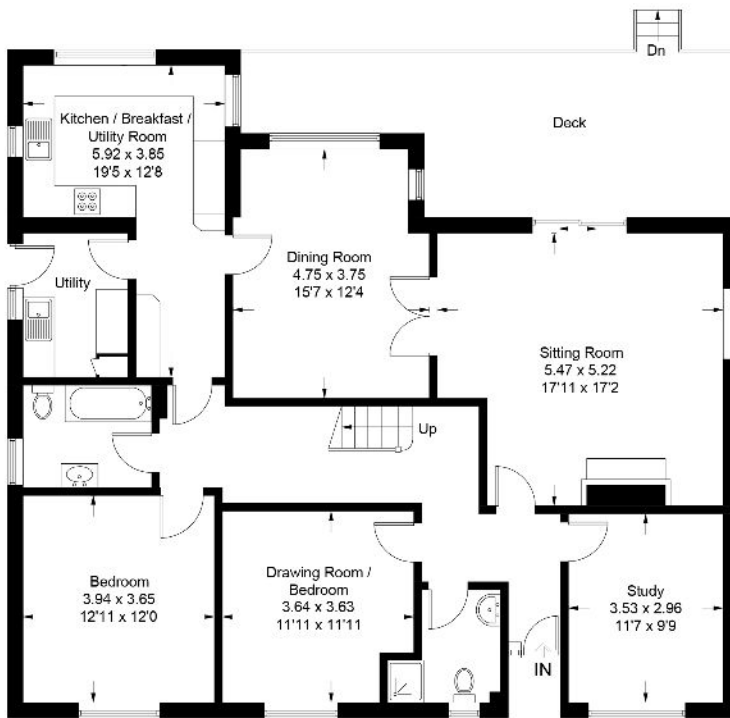 Dn
Deck
Kitchen / Breakfast /
Utility Room
5.92 x 3.85
19'5 x 12'8
Dining Room
4.75 x 3.75
15'7 x 12'4
Utility
Sitting Room
5.47 x 5.22
17'11 x 17'2
Up
Bedroom
3.94 x 3.65
12'11 x 12'0
Drawing Room /
Bedroom
3.64 x 3.63
11'11 x 11'11
Study
3.53 x 2.96
11'7 x 9'9
IN